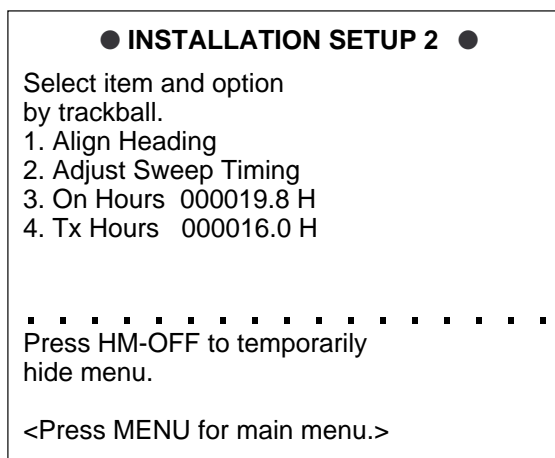 ● INSTALLATION SETUP 2 ●
Select item and option
by trackball.
1. Align Heading
2. Adjust Sweep Timing
3. On Hours 000019.8 H
4. Tx Hours 000016.0 H
Press HM-OFF to temporarily
hide menu.
<Press MENU for main menu.>